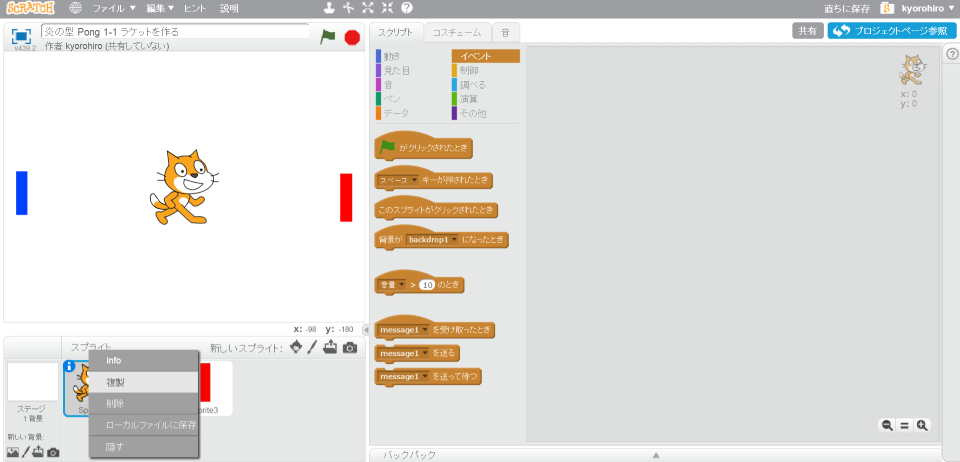 SCRATCH
ファイル▼ 編集▼ ヒント 説明
直ちに保存 kyorohiro▼
炎の型 Pong 1-1 ラケットを作る
作者 kyorohiro (共有していない)
v439.2
スクリプト コスチューム 音
共有 プロジェクトページ参照
動き イベント
見た目 制御
音 調べる
ペン 演算
データ その他
がクリックされたとき
スペース▼ キーが押されたとき
このスプライトがクリックされたとき
背景が backdrop1▼ になったとき
音量▼ > 10 のとき
message1▼ を受け取ったとき
message1▼ を送る
message1▼ を送って待つ
x: 0
y: 0
x: -98 y: -180
スプライト 新しいスプライト:
info
複製
削除
ローカルファイルに保存
隠す
ステージ
1 背景
新しい背景:
バックパック